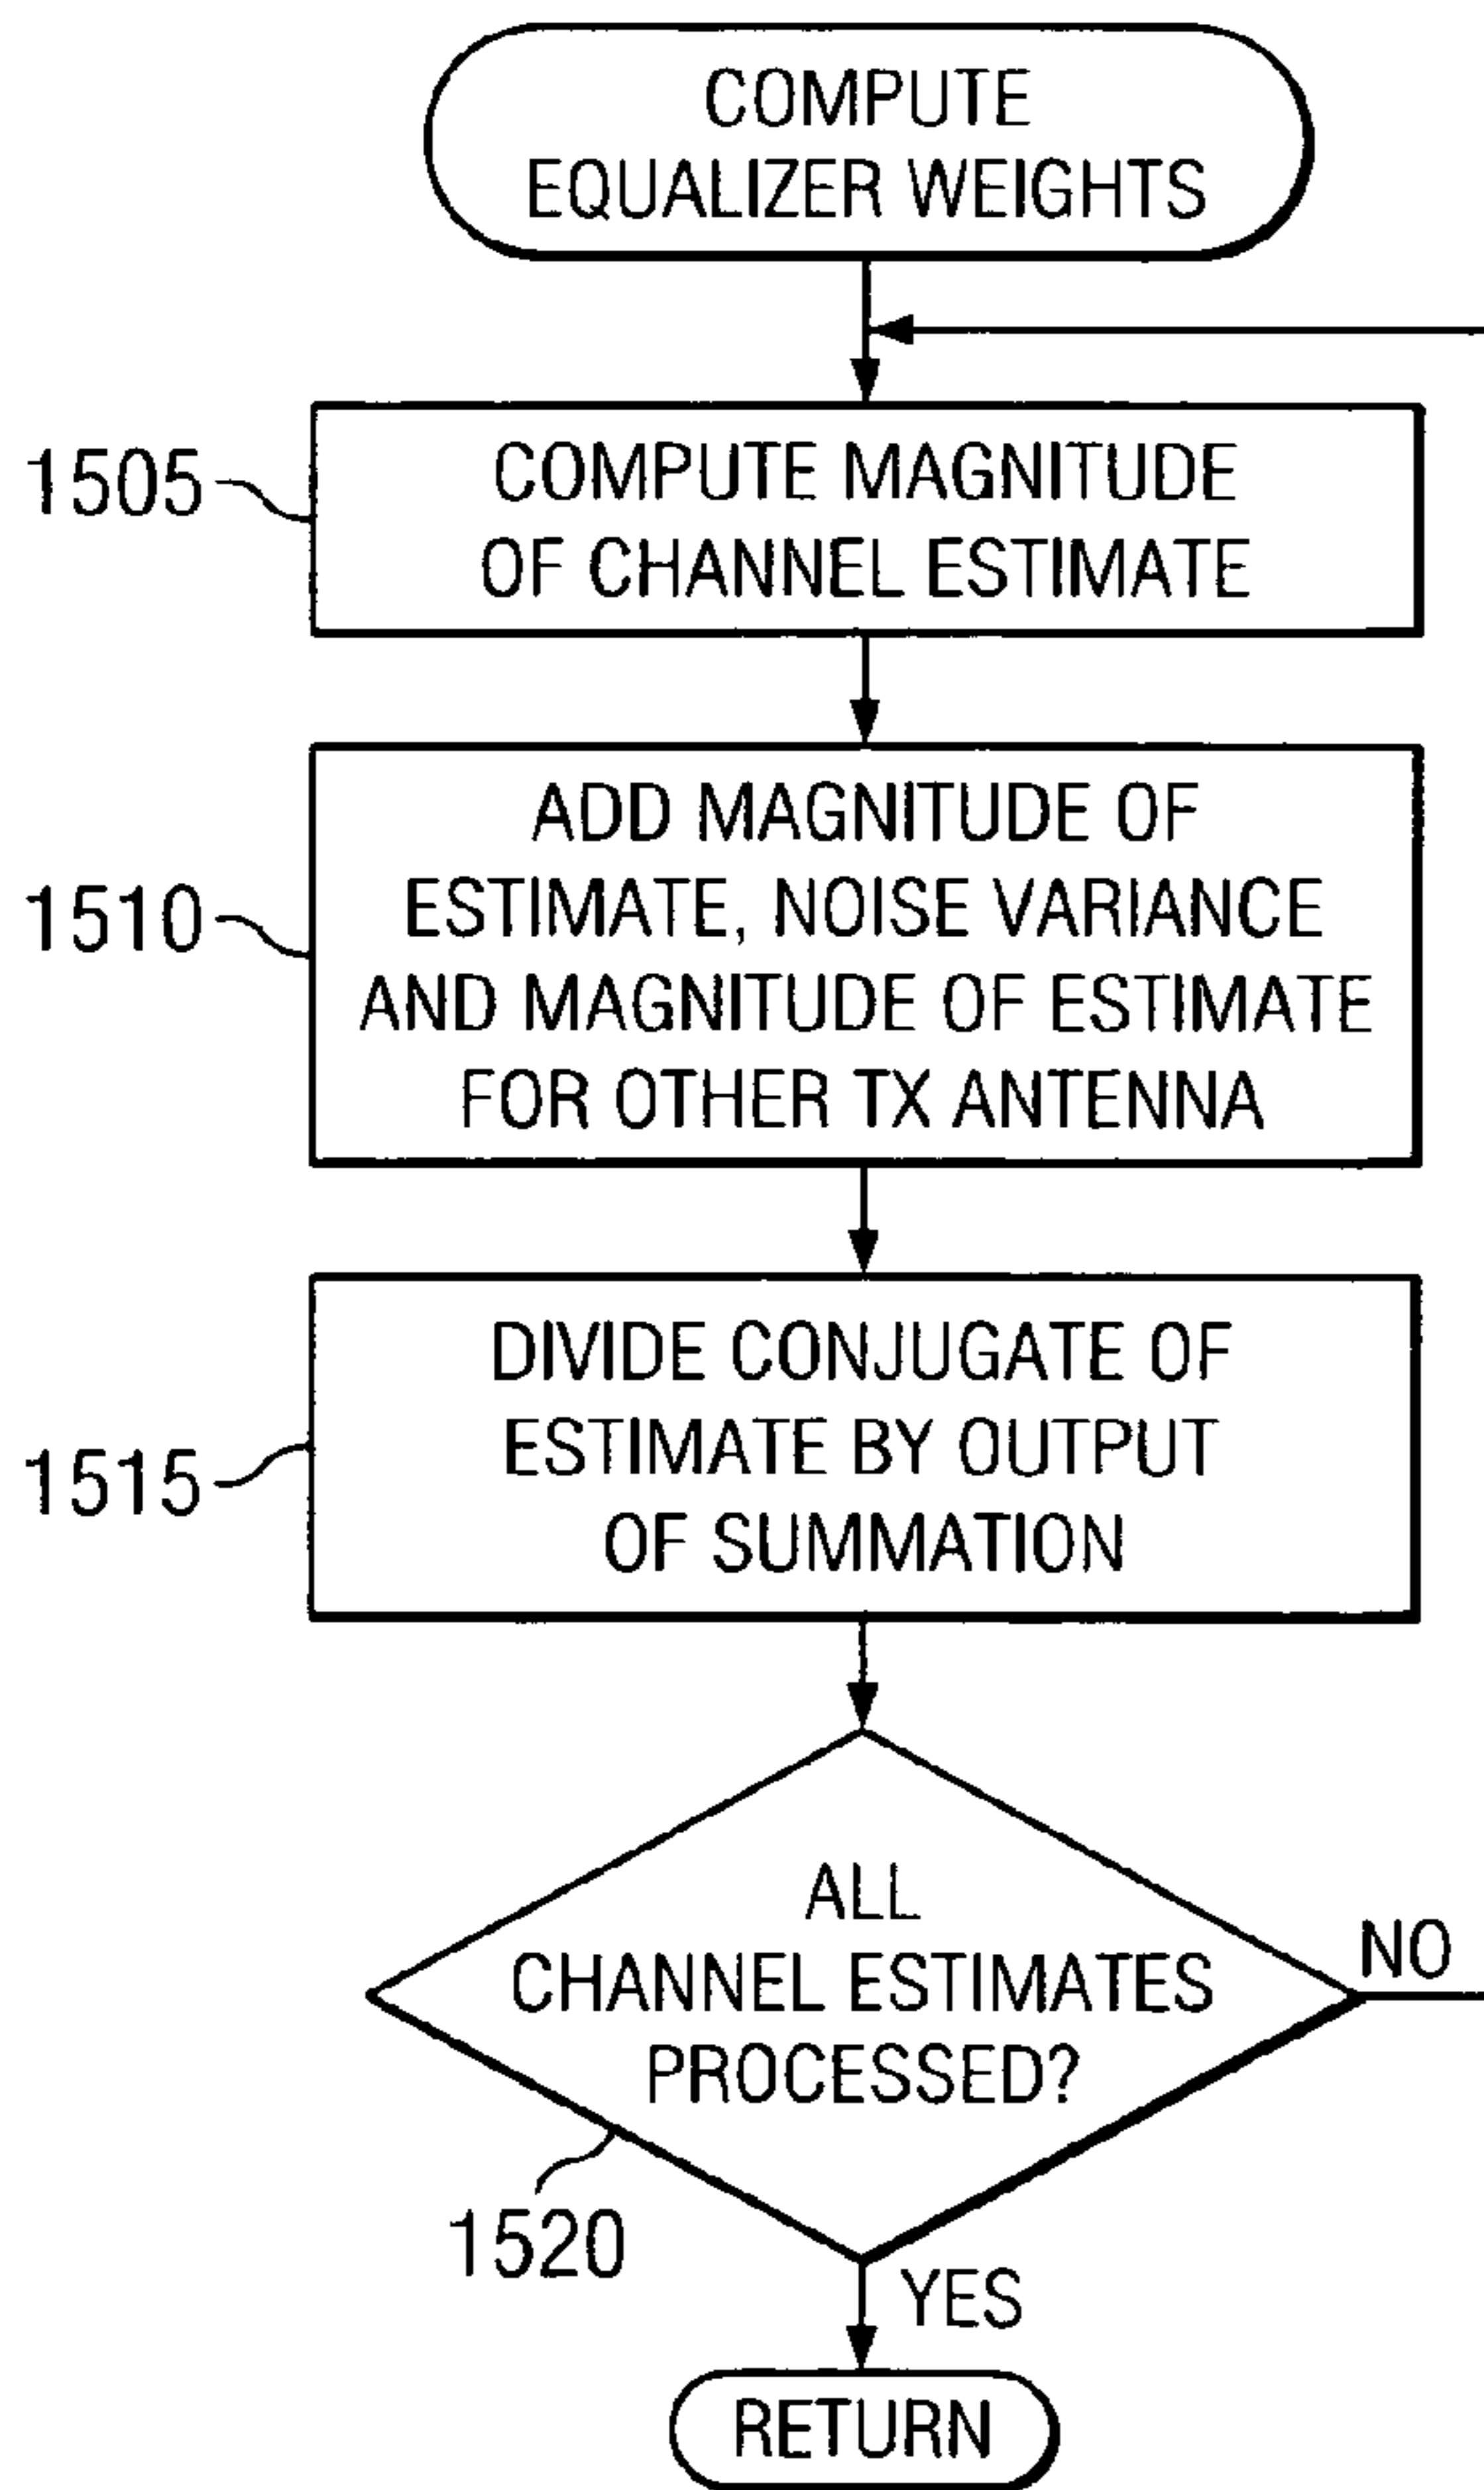 COMPUTE
EQUALIZER WEIGHTS
1505
COMPUTE MAGNITUDE
OF CHANNEL ESTIMATE
1510
ADD MAGNITUDE OF
ESTIMATE, NOISE VARIANCE
AND MAGNITUDE OF ESTIMATE
FOR OTHER TX ANTENNA
1515
DIVIDE CONJUGATE OF
ESTIMATE BY OUTPUT
OF SUMMATION
ALL
CHANNEL ESTIMATES
PROCESSED?
NO
1520
YES
RETURN